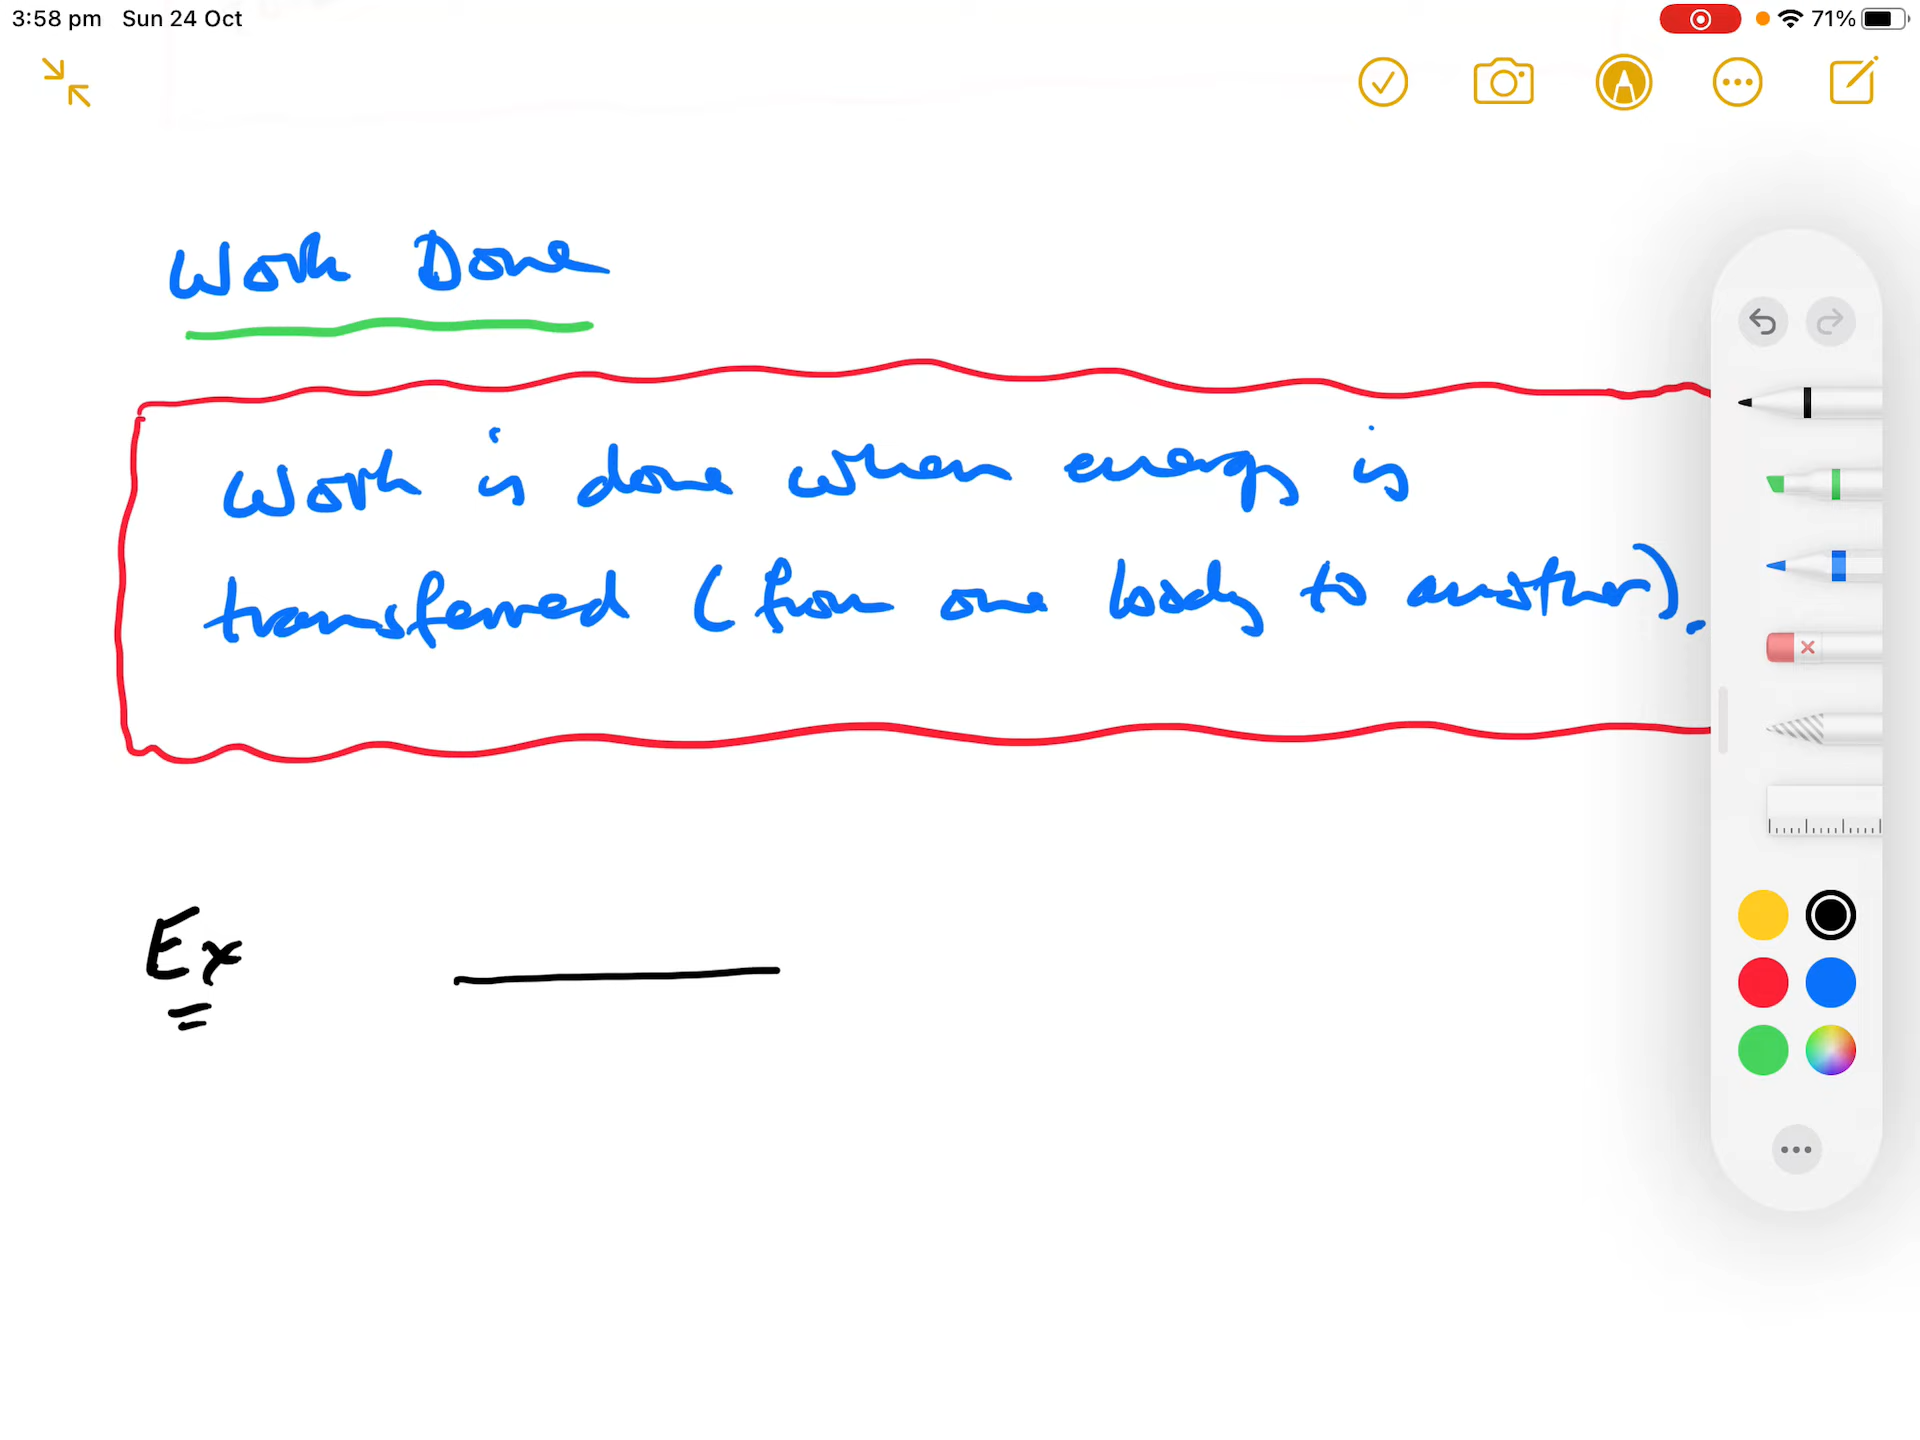 3:58 pm Sun 24 Oct
71%
Work Done
Work is done when energy is
transferred (from one body to another).
Ex